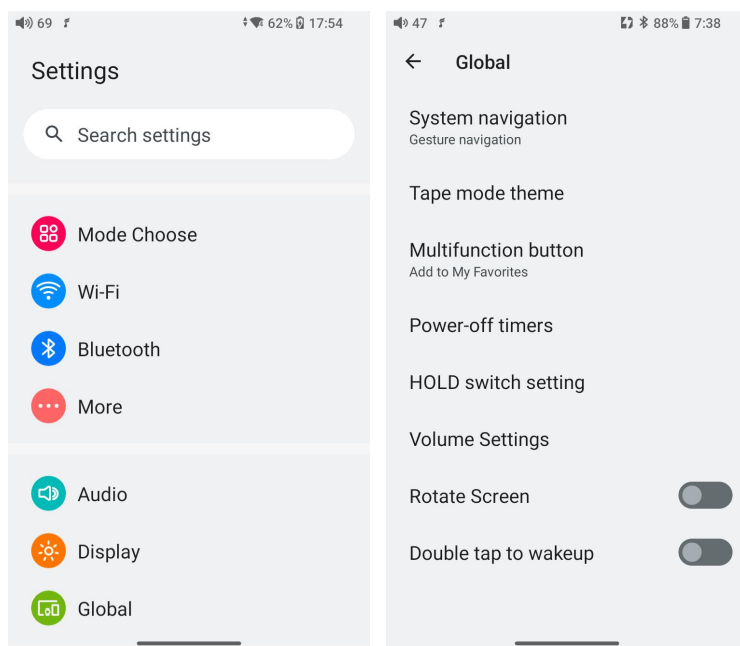 69 62% 17:54
Settings
Search settings
Mode Choose
Wi-Fi
Bluetooth
More
Audio
Display
Global
47 88% 7:38
Global
System navigation
Gesture navigation
Tape mode theme
Multifunction button
Add to My Favorites
Power-off timers
HOLD switch setting
Volume Settings
Rotate Screen
Double tap to wakeup